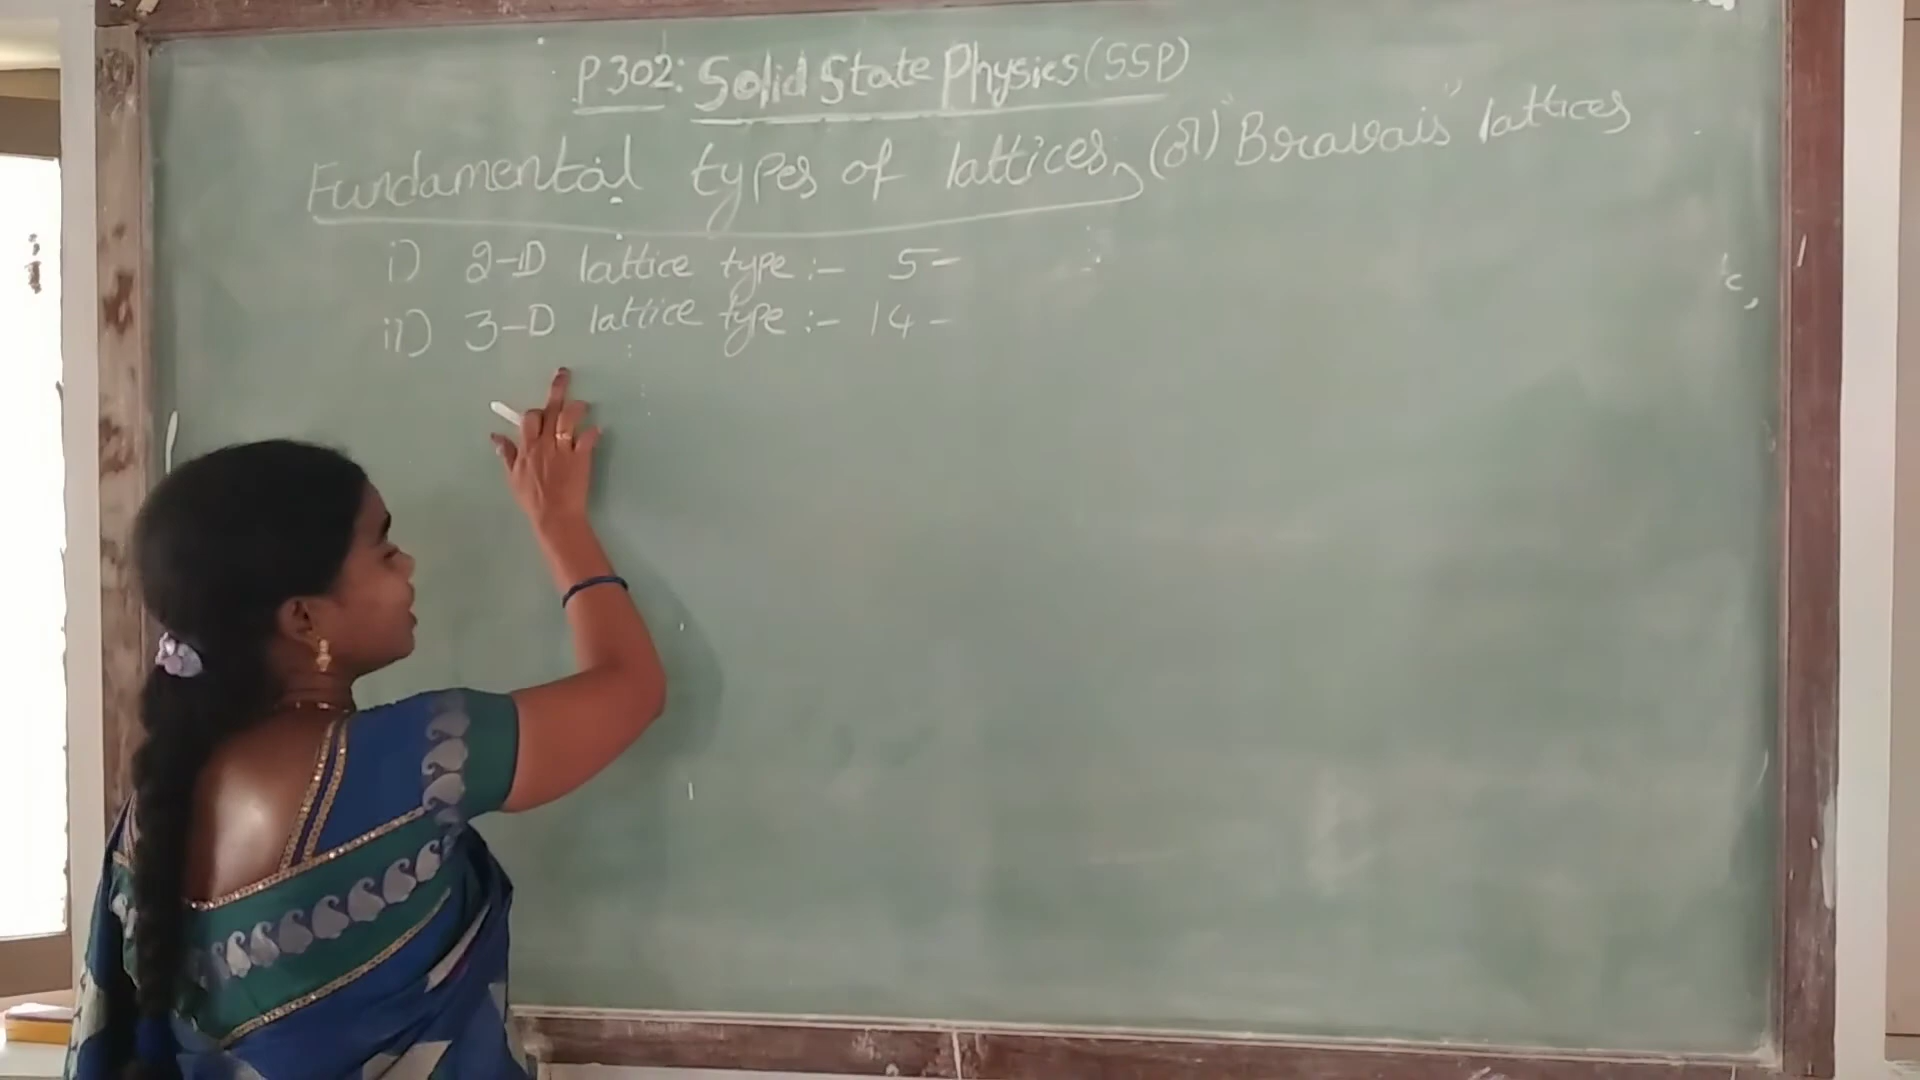 P302: Solid State Physics (SSP)
Fundamental types of lattices, (or) "Bravais" lattices
i) 2-D lattice type :- 5-
ii) 3-D lattice type :- 14-